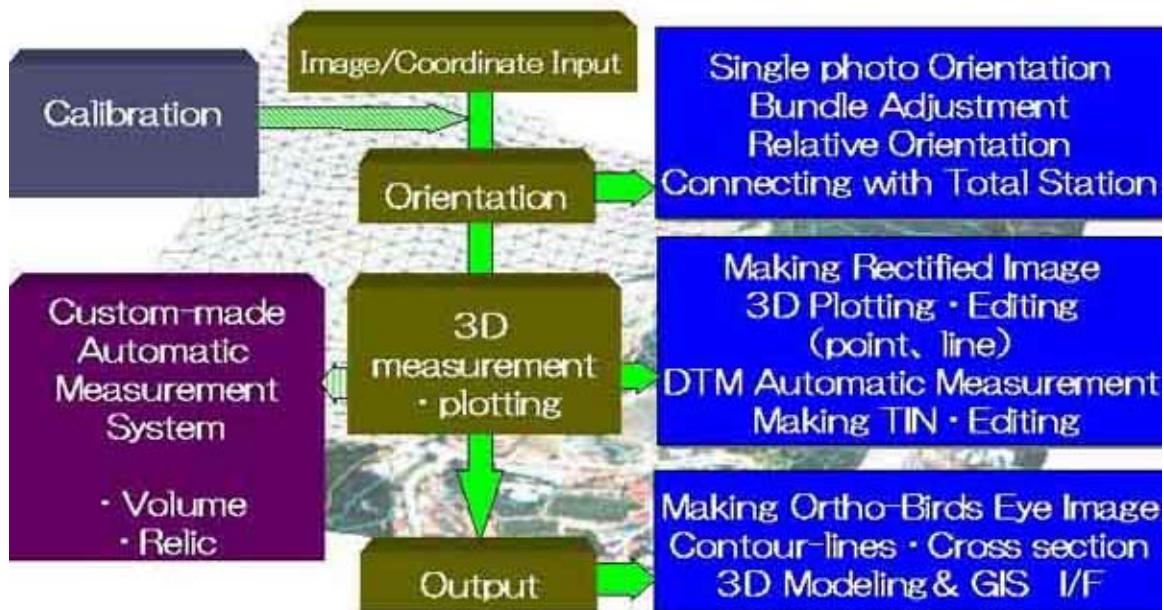 Image/Coordinate Input
Calibration
Orientation
Single photo Orientation
Bundle Adjustment
Relative Orientation
Connecting with Total Station
Custom-made
Automatic
Measurement
System
・Volume
・Relic
3D
measurement
・plotting
Making Rectified Image
3D Plotting・Editing
(point、line)
DTM Automatic Measurement
Making TIN・Editing
Output
Making Ortho-Birds Eye Image
Contour-lines・Cross section
3D Modeling & GIS I/F